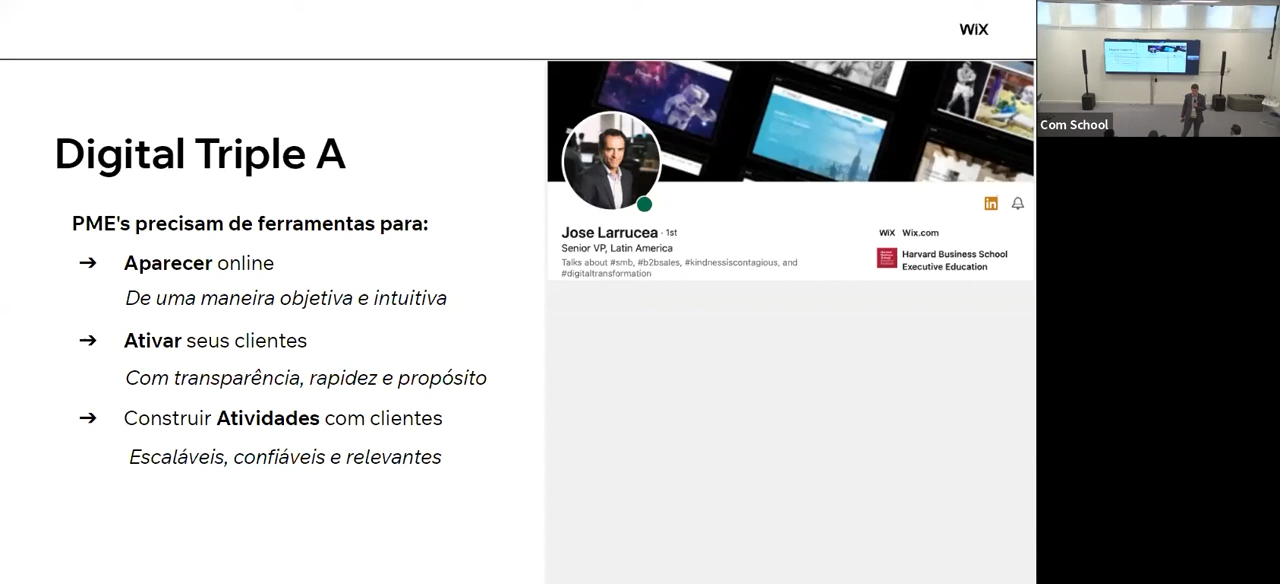 WiX
Digital Triple A
PME's precisam de ferramentas para:
➔ Aparecer online
De uma maneira objetiva e intuitiva
➔ Ativar seus clientes
Com transparência, rapidez e propósito
➔ Construir Atividades com clientes
Escaláveis, confiáveis e relevantes
Jose Larrucea · 1st
Senior VP, Latin America
Talks about #smb, #b2bsales, #kindnessiscontagious, and
#digitaltransformation
in
WiX Wix.com
Harvard Business School
Executive Education
Com School